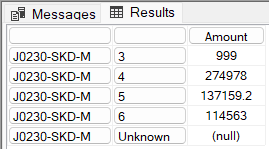 Messages Results
Amount
J0230-SKD-M 3 999
J0230-SKD-M 4 274978
J0230-SKD-M 5 137159.2
J0230-SKD-M 6 114563
J0230-SKD-M Unknown (null)